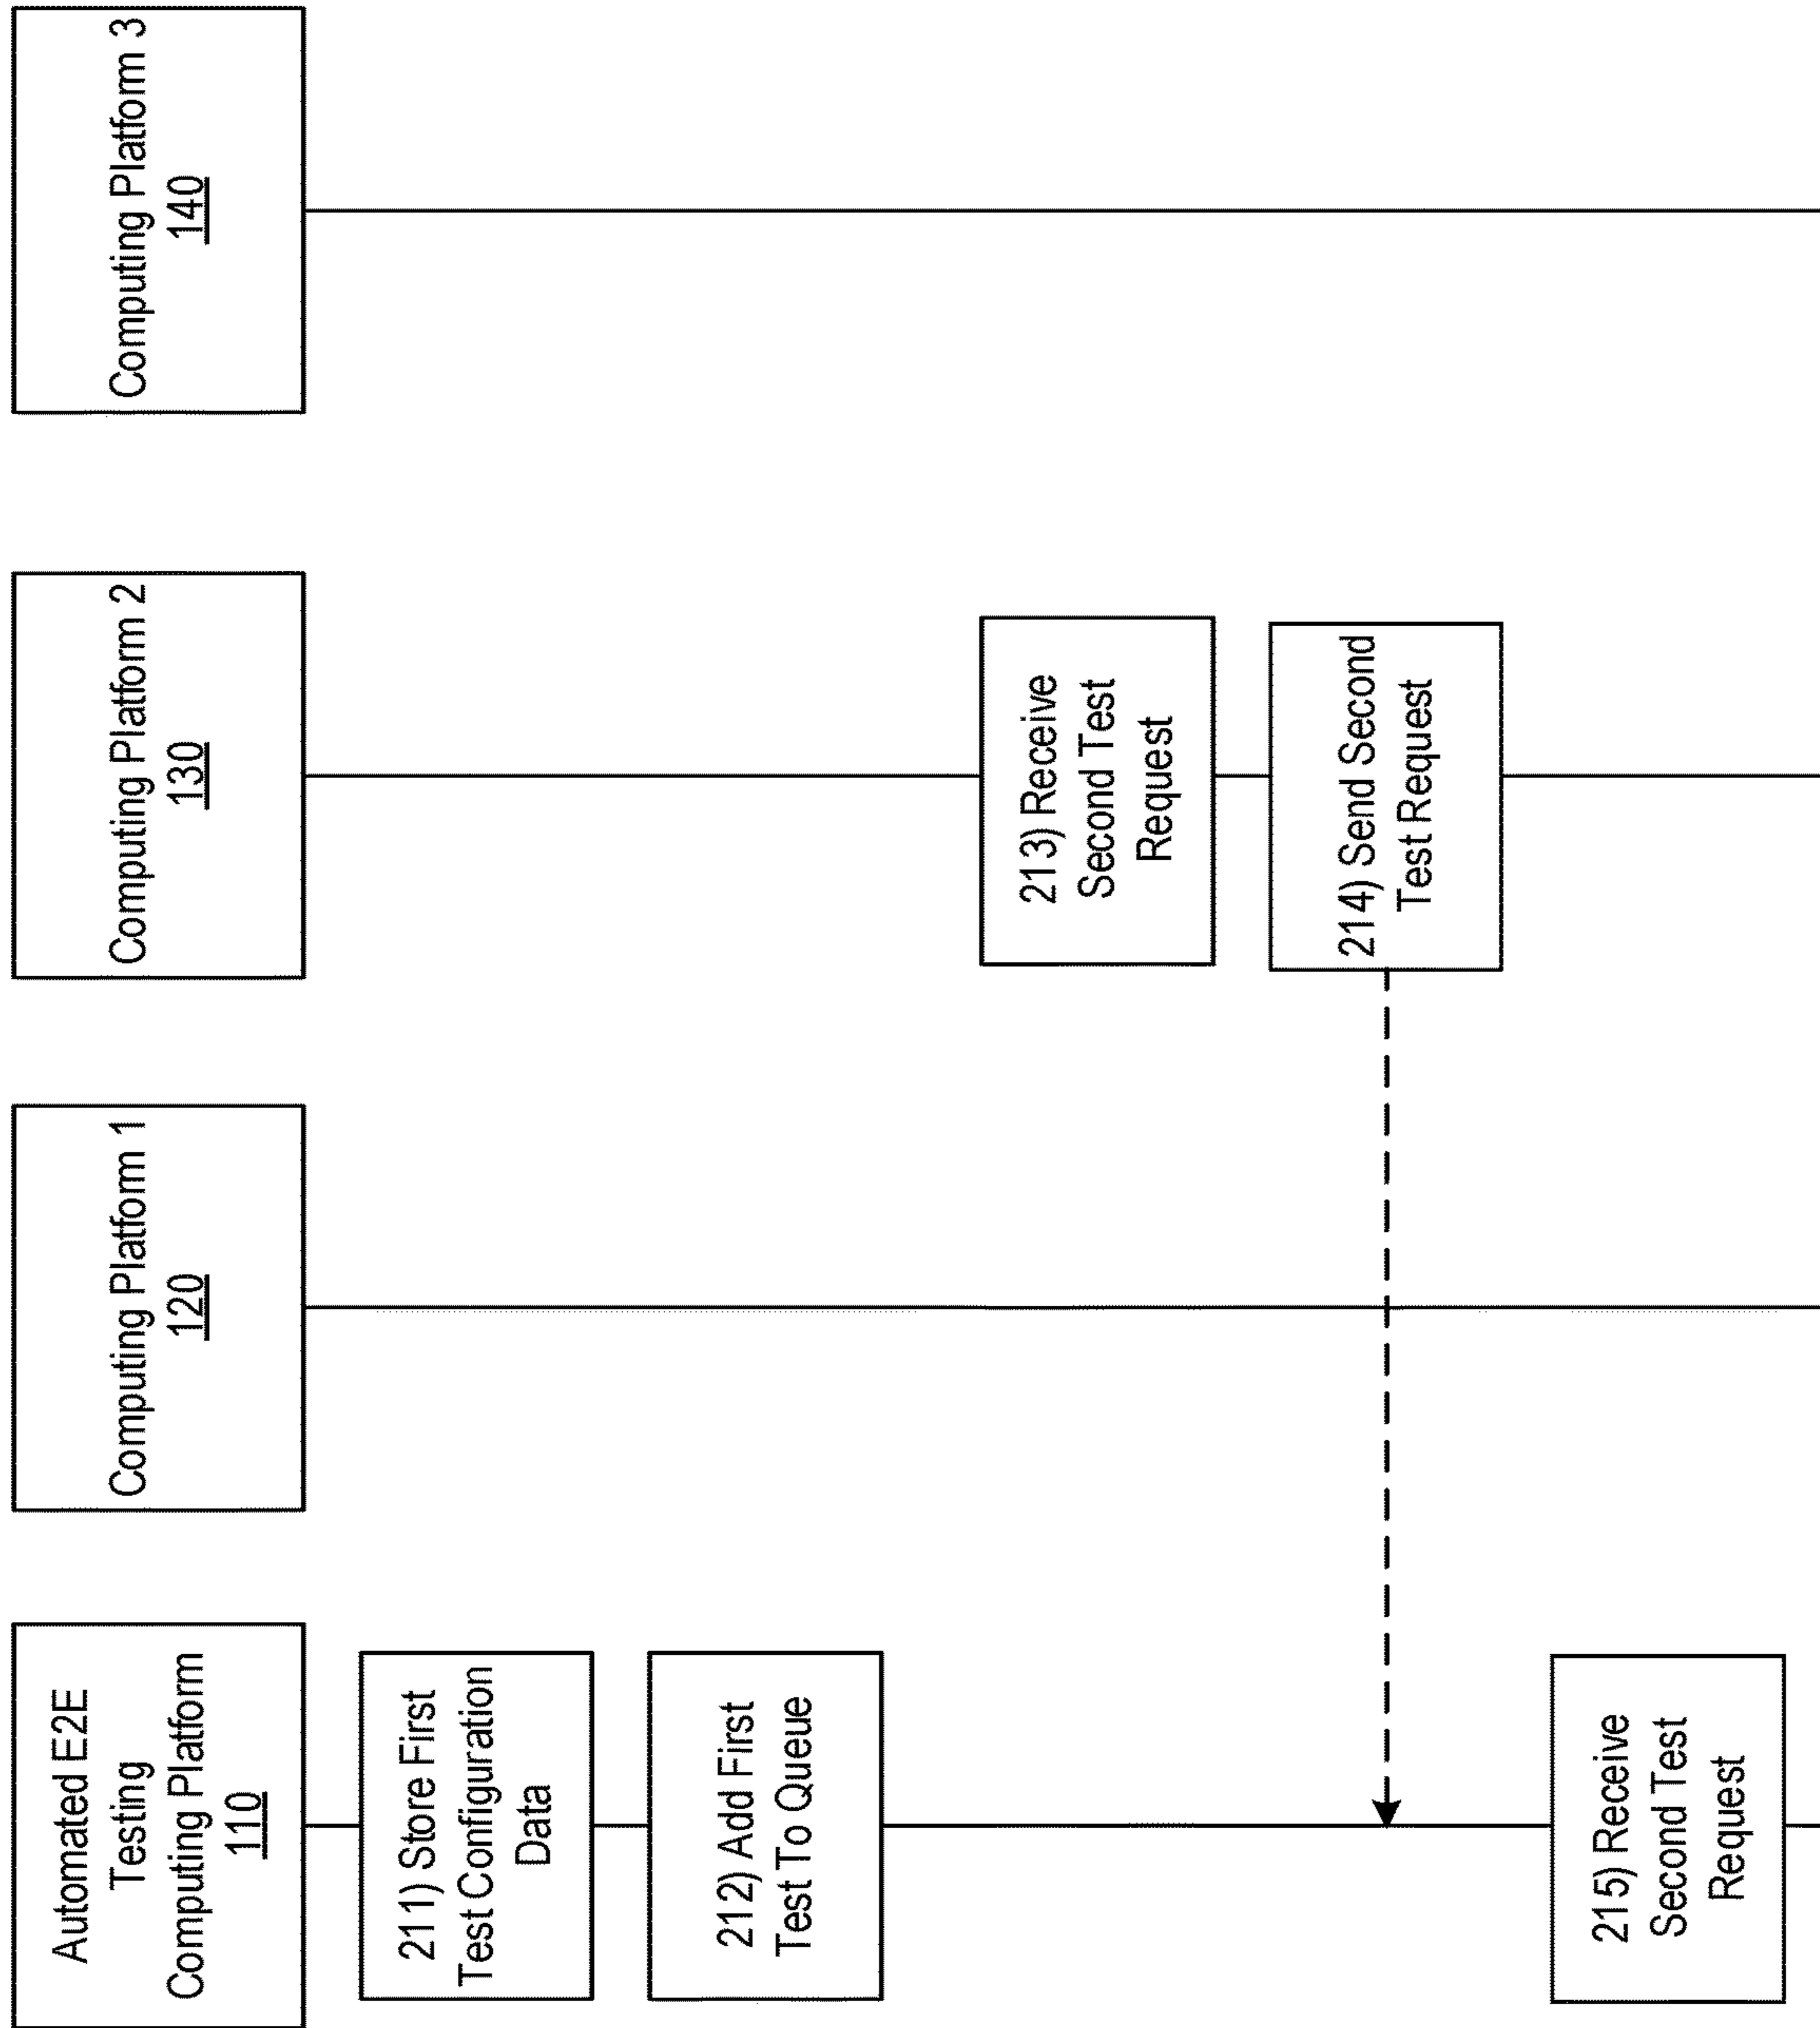 Automated E2E
Testing
Computing Platform
110
Computing Platform 1
120
Computing Platform 2
130
Computing Platform 3
140
211) Store First
Test Configuration
Data
212) Add First
Test To Queue
213) Receive
Second Test
Request
214) Send Second
Test Request
215) Receive
Second Test
Request